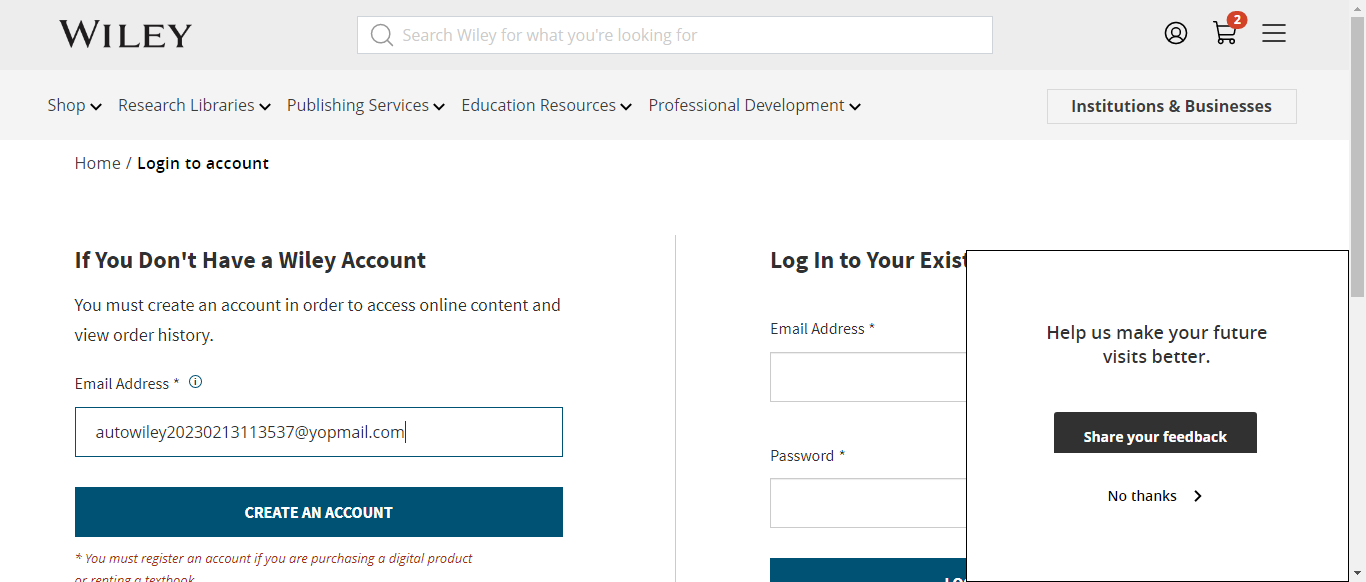 WILEY
Search Wiley for what you're looking for
2
Shop
Research Libraries
Publishing Services
Education Resources
Professional Development
Institutions & Businesses
Home / Login to account
If You Don't Have a Wiley Account
You must create an account in order to access online content and
view order history.
Email Address *
autowiley20230213113537@yopmail.com
CREATE AN ACCOUNT
* You must register an account if you are purchasing a digital product
or renting a textbook.
Log In to Your Exist
Email Address *
Password *
LO
Help us make your future
visits better.
Share your feedback
No thanks